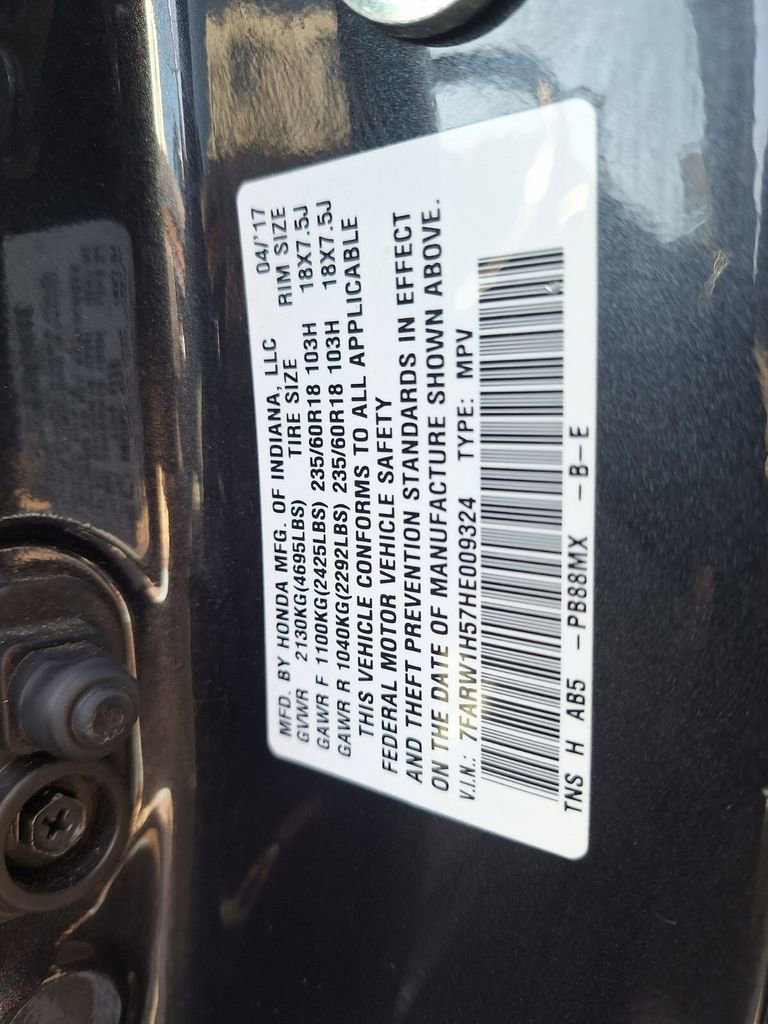 MFD. BY HONDA MFG. OF INDIANA, LLC 04/'17
GVWR 2130KG(4695LBS) TIRE SIZE RIM SIZE
GAWR F 1100KG(2425LBS) 235/60R18 103H 18X7.5J
GAWR R 1040KG(2292LBS) 235/60R18 103H 18X7.5J
THIS VEHICLE CONFORMS TO ALL APPLICABLE
FEDERAL MOTOR VEHICLE SAFETY
AND THEFT PREVENTION STANDARDS IN EFFECT
ON THE DATE OF MANUFACTURE SHOWN ABOVE.
V.I.N.: 7FARW1H57HE009324 TYPE: MPV
TNS H AB5 -PB88MX -B-E